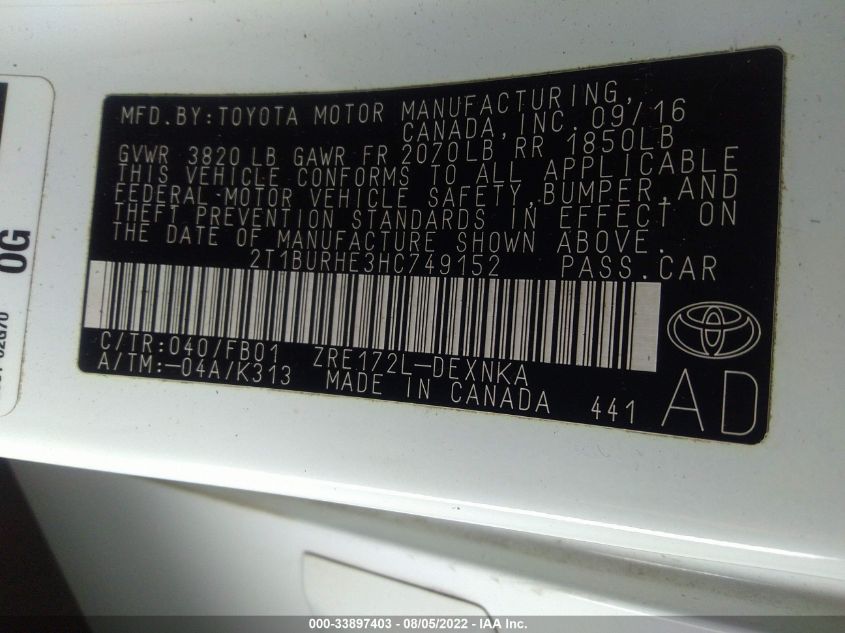 MFD.BY:TOYOTA MOTOR MANUFACTURING,
CANADA, INC. 09/16
GVWR 3820 LB GAWR FR 2070LB RR 1850LB
THIS VEHICLE CONFORMS TO ALL APPLICABLE
FEDERAL MOTOR VEHICLE SAFETY, BUMPER, AND
THEFT PREVENTION STANDARDS IN EFFECT ON
THE DATE OF MANUFACTURE SHOWN ABOVE.
2T1BURHE3HC749152 PASS.CAR
C/TR:040/FB01 ZRE172L-DEXNKA
A/TM:-04A/K313 MADE IN CANADA 441
AD
0G
02G70
000-33897403 - 08/05/2022 - IAA Inc.